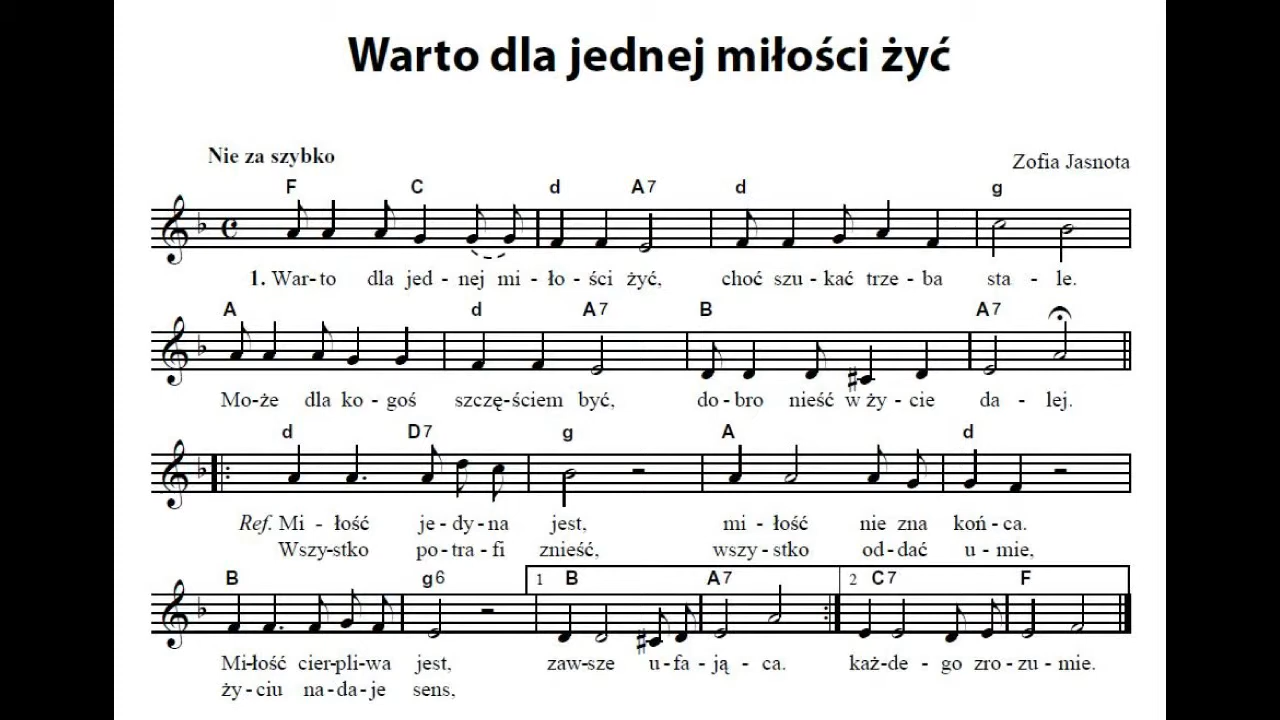 Warto dla jednej miłości żyć
Nie za szybko
Zofia Jasnota
F C d A7 d g
1. War-to dla jed - nej mi - ło - ści żyć, choć szu - kać trze - ba sta - le.
A d A7 B A7
Mo-że dla ko - goś szczę-ściem być, do - bro nieść w ży - cie da - lej.
d D7 g A d
Ref. Mi - łość je - dy - na jest, mi - łość nie zna koń - ca.
Wszyst-ko po - tra - fi znieść, wszyst - ko od - dać u - mie,
B g6 1 B A7 2 C7 F
Mi-łość cier-pli-wa jest, zaw-sze u - fa - ją - ca. każ-de - go zro - zu - mie.
ży - ciu na - da - je sens,